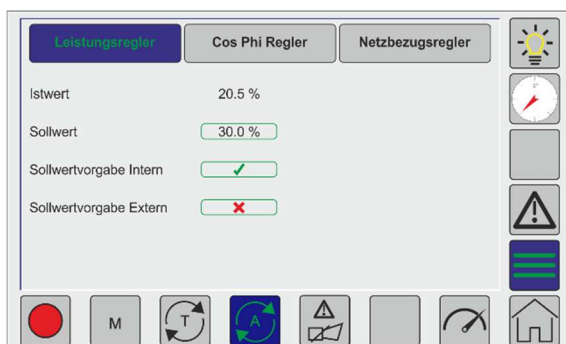 Leistungsregler Cos Phi Regler Netzbezugsregler
Istwert 20.5 %
Sollwert 30.0 %
Sollwertvorgabe Intern
Sollwertvorgabe Extern
M T A